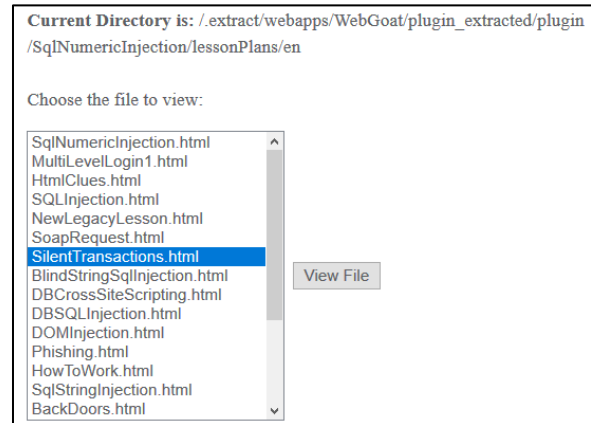 Current Directory is: /.extract/webapps/WebGoat/plugin_extracted/plugin
/SqlNumericInjection/lessonPlans/en
Choose the file to view:
SqlNumericInjection.html
MultiLevelLogin1.html
HtmlClues.html
SQLInjection.html
NewLegacyLesson.html
SoapRequest.html
SilentTransactions.html
BlindStringSqlInjection.html
DBCrossSiteScripting.html
DBSQLInjection.html
DOMInjection.html
Phishing.html
HowToWork.html
SqlStringInjection.html
BackDoors.html
View File